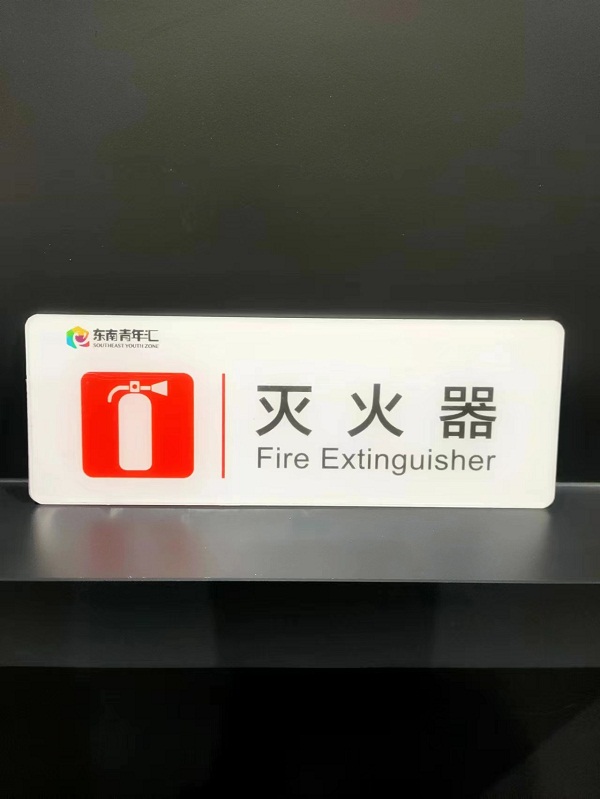 东南青年汇
SOUTHEAST YOUTH ZONE
灭火器
Fire Extinguisher